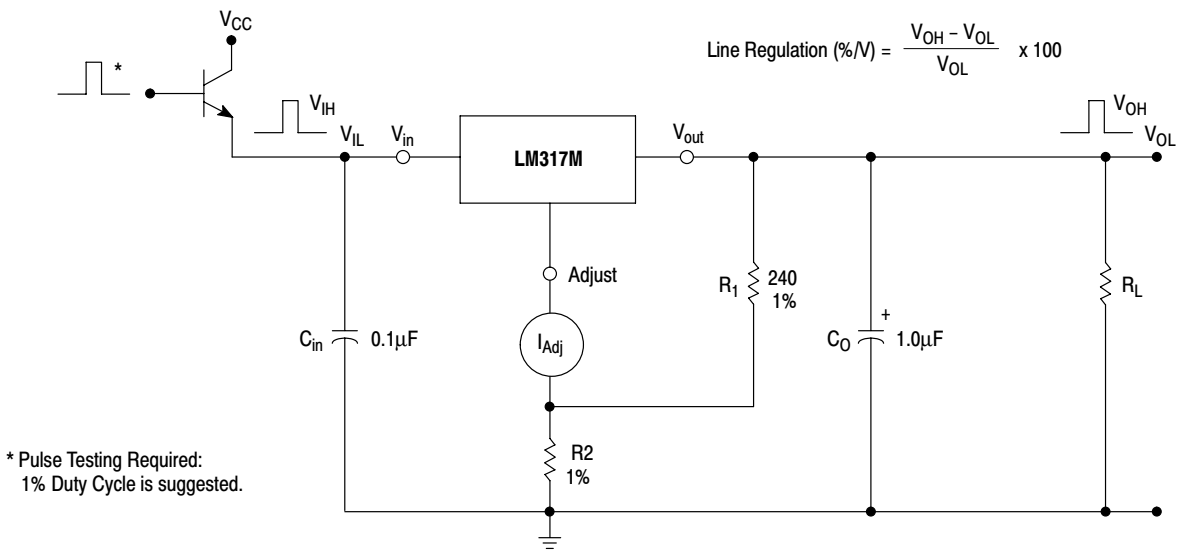 V_CC
Line Regulation (%/V) = V_OH – V_OL / V_OL x 100
*
V_IH
V_IL
V_in
LM317M
V_out
V_OH
V_OL
Adjust
R_1
240
1%
R_L
C_in
0.1μF
I_Adj
C_O
+
1.0μF
R2
1%
* Pulse Testing Required:
1% Duty Cycle is suggested.